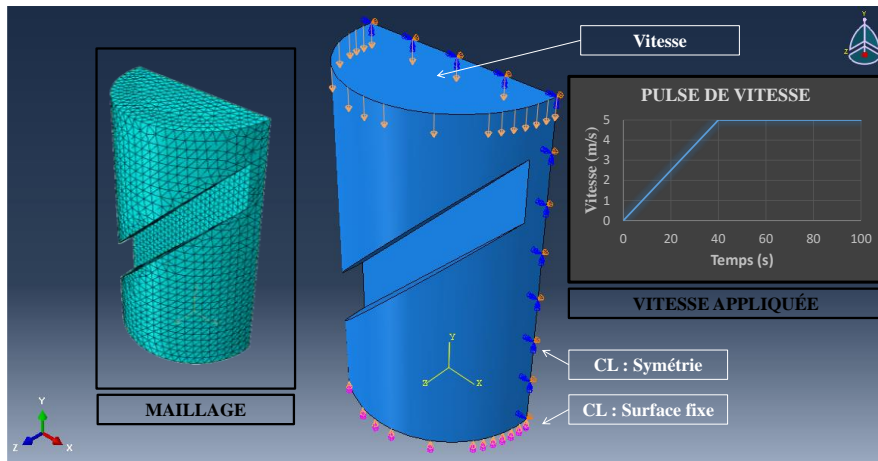 Vitesse
PULSE DE VITESSE
Vitesse (m/s)
5
4
3
2
1
0
0 20 40 60 80 100
Temps (s)
VITESSE APPLIQUÉE
CL : Symétrie
CL : Surface fixe
MAILLAGE
Y
Z X
Y
Z X
Y
Z